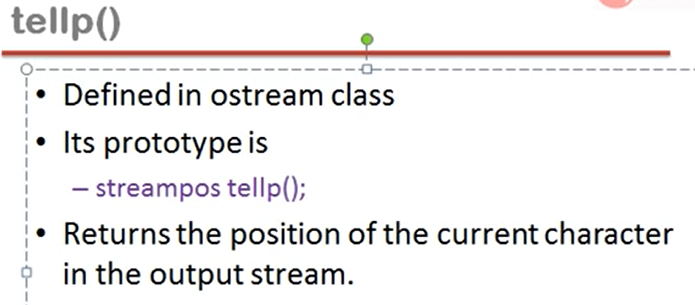 tellp()
• Defined in ostream class
• Its prototype is
– streampos tellp();
• Returns the position of the current character
in the output stream.